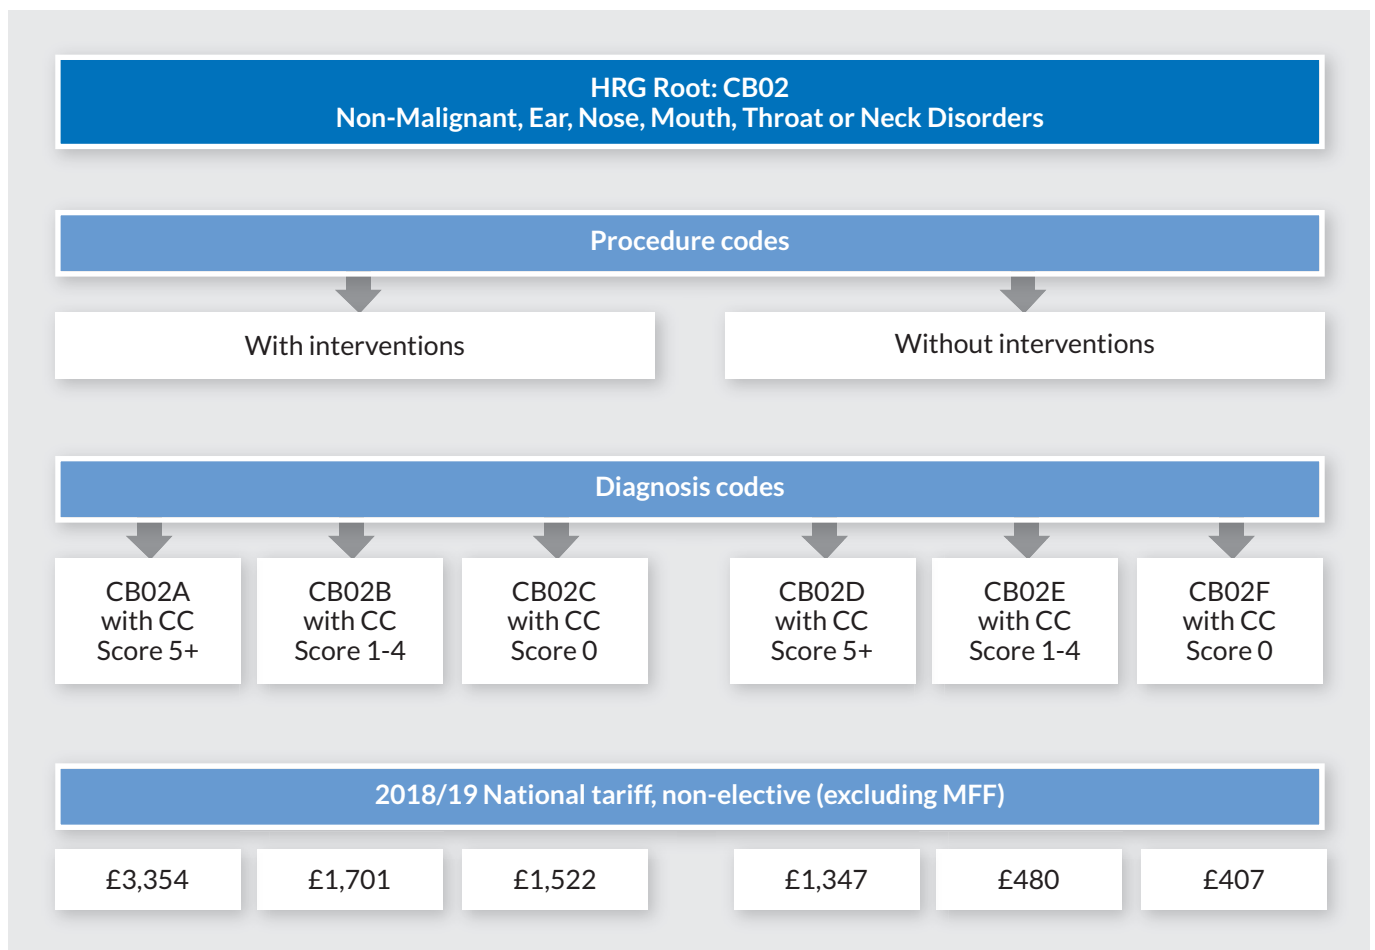 HRG Root: CB02
Non-Malignant, Ear, Nose, Mouth, Throat or Neck Disorders
Procedure codes
With interventions
Without interventions
Diagnosis codes
CB02A
with CC
Score 5+
CB02B
with CC
Score 1-4
CB02C
with CC
Score 0
CB02D
with CC
Score 5+
CB02E
with CC
Score 1-4
CB02F
with CC
Score 0
2018/19 National tariff, non-elective (excluding MFF)
£3,354
£1,701
£1,522
£1,347
£480
£407